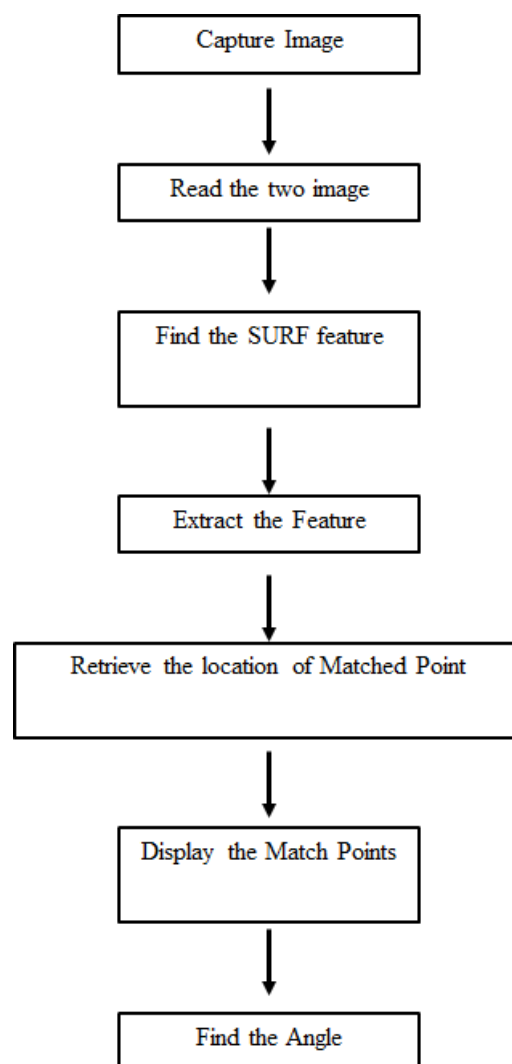 Capture Image
Read the two image
Find the SURF feature
Extract the Feature
Retrieve the location of Matched Point
Display the Match Points
Find the Angle